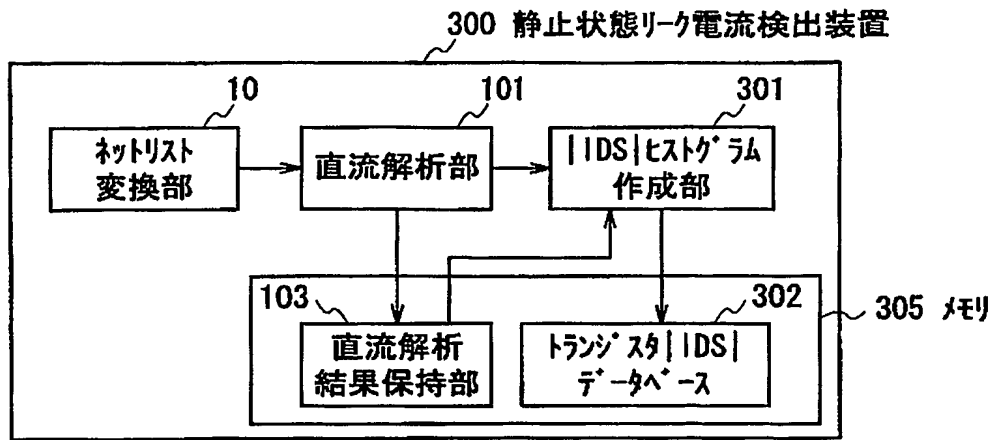 300 静止状態ﾘｰｸ電流検出装置
10
101
301
ﾈｯﾄﾘｽﾄ
変換部
直流解析部
|IDS|ﾋｽﾄｸﾞﾗﾑ
作成部
103
302
305 ﾒﾓﾘ
直流解析
結果保持部
ﾄﾗﾝｼﾞｽﾀ|IDS|
ﾃﾞｰﾀﾍﾞｰｽ